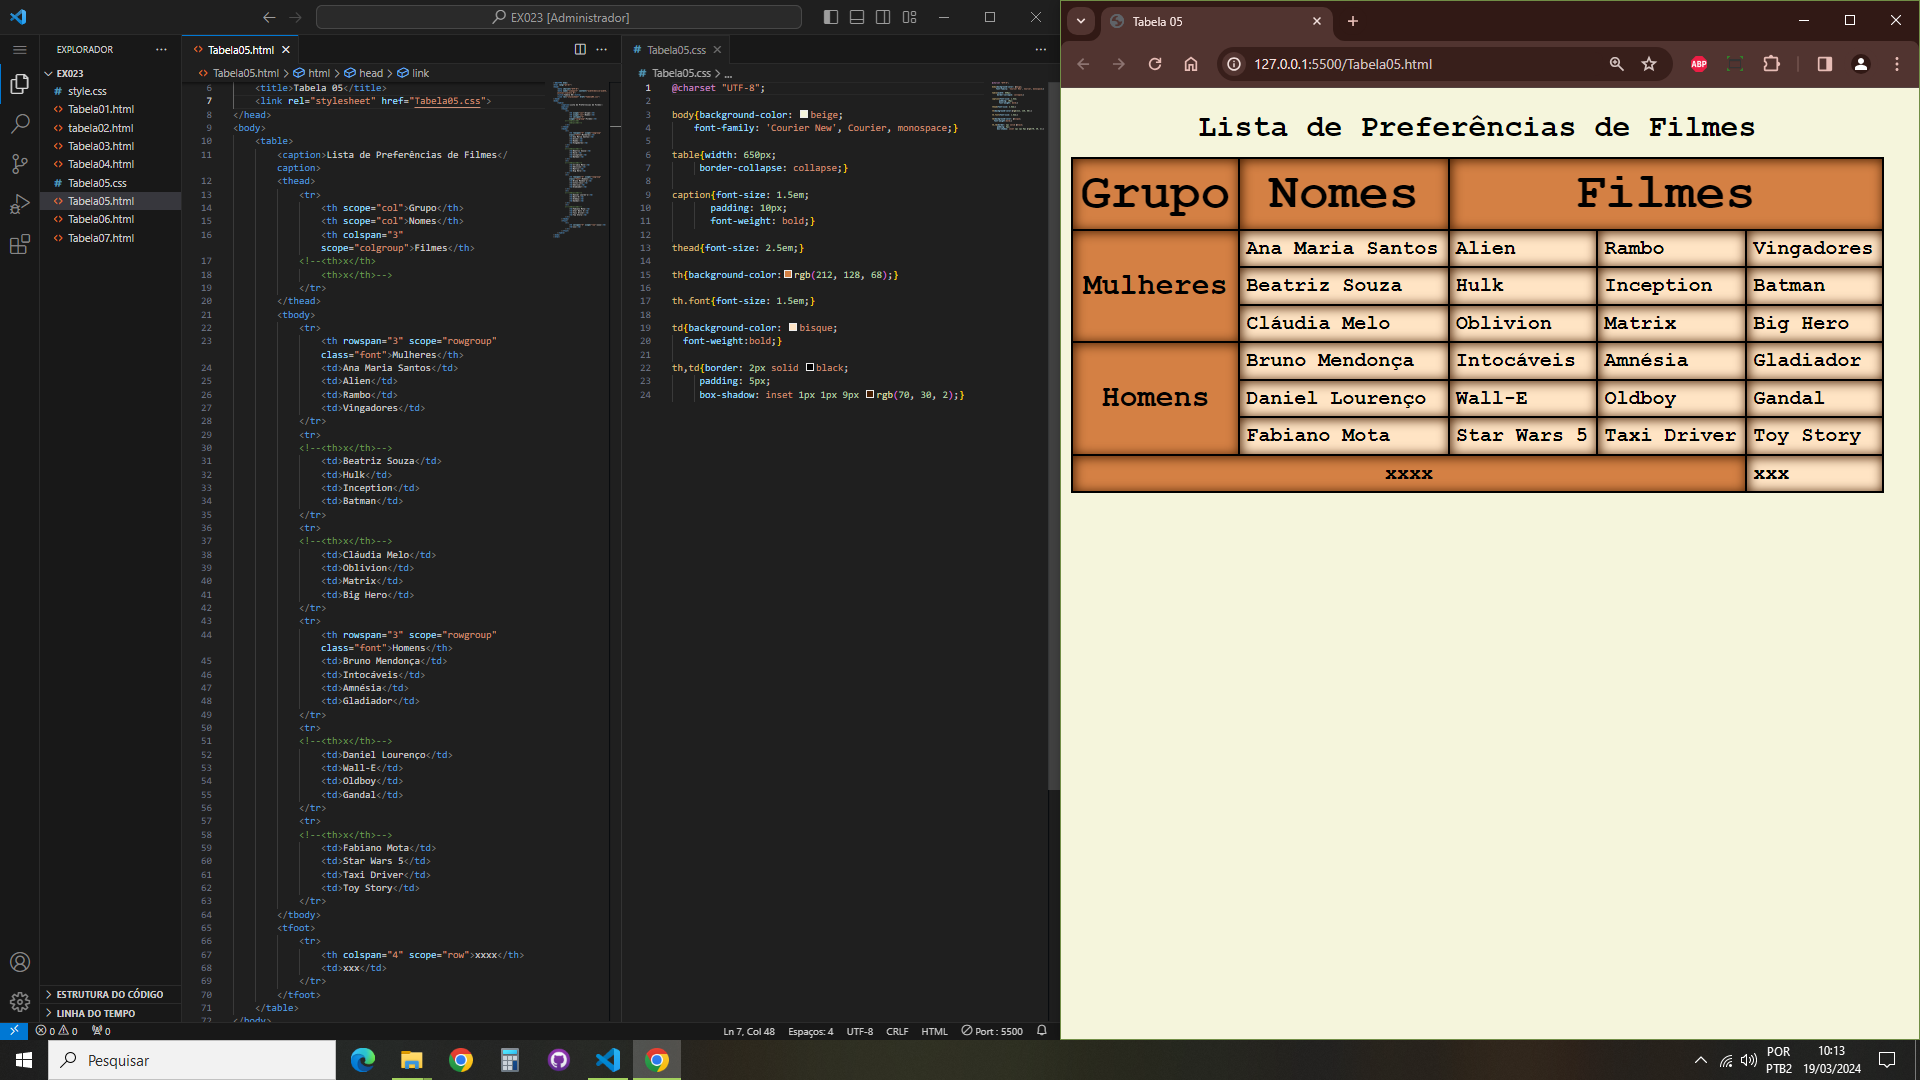 EX023 [Administrador]
EXPLORADOR
EX023
style.css
Tabela01.html
tabela02.html
Tabela03.html
Tabela04.html
Tabela05.css
Tabela05.html
Tabela06.html
Tabela07.html
ESTRUTURA DO CÓDIGO
LINHA DO TEMPO
Tabela05.html
Tabela05.html > html > head > link
6 <title>Tabela 05</title>
7 <link rel="stylesheet" href="Tabela05.css">
8 </head>
9 <body>
10 <table>
11 <caption>Lista de Preferências de Filmes</
caption>
12 <thead>
13 <tr>
14 <th scope="col">Grupo</th>
15 <th scope="col">Nomes</th>
16 <th colspan="3"
scope="colgroup">Filmes</th>
17 <!--<th>x</th>
18 <th>x</th>-->
19 </tr>
20 </thead>
21 <tbody>
22 <tr>
23 <th rowspan="3" scope="rowgroup"
class="font">Mulheres</th>
24 <td>Ana Maria Santos</td>
25 <td>Alien</td>
26 <td>Rambo</td>
27 <td>Vingadores</td>
28 </tr>
29 <tr>
30 <!--<th>x</th>-->
31 <td>Beatriz Souza</td>
32 <td>Hulk</td>
33 <td>Inception</td>
34 <td>Batman</td>
35 </tr>
36 <tr>
37 <!--<th>x</th>-->
38 <td>Cláudia Melo</td>
39 <td>Oblivion</td>
40 <td>Matrix</td>
41 <td>Big Hero</td>
42 </tr>
43 <tr>
44 <th rowspan="3" scope="rowgroup"
class="font">Homens</th>
45 <td>Bruno Mendonça</td>
46 <td>Intocáveis</td>
47 <td>Amnésia</td>
48 <td>Gladiador</td>
49 </tr>
50 <tr>
51 <!--<th>x</th>-->
52 <td>Daniel Lourenço</td>
53 <td>Wall-E</td>
54 <td>Oldboy</td>
55 <td>Gandal</td>
56 </tr>
57 <tr>
58 <!--<th>x</th>-->
59 <td>Fabiano Mota</td>
60 <td>Star Wars 5</td>
61 <td>Taxi Driver</td>
62 <td>Toy Story</td>
63 </tr>
64 </tbody>
65 <tfoot>
66 <tr>
67 <th colspan="4" scope="row">xxxx</th>
68 <td>xxx</td>
69 </tr>
70 </tfoot>
71 </table>
72 </body>
Tabela05.css
Tabela05.css > ...
1 @charset "UTF-8";
2
3 body{background-color: beige;
4 font-family: 'Courier New', Courier, monospace;}
5
6 table{width: 650px;
7 border-collapse: collapse;}
8
9 caption{font-size: 1.5em;
10 padding: 10px;
11 font-weight: bold;}
12
13 thead{font-size: 2.5em;}
14
15 th{background-color: rgb(212, 128, 68);}
16
17 th.font{font-size: 1.5em;}
18
19 td{background-color: bisque;
20 font-weight:bold;}
21
22 th,td{border: 2px solid black;
23 padding: 5px;
24 box-shadow: inset 1px 1px 9px rgb(70, 30, 2);}
0 0 0
Ln 7, Col 48 Espaços: 4 UTF-8 CRLF HTML Port : 5500
Tabela 05
127.0.0.1:5500/Tabela05.html
ABP
Lista de Preferências de Filmes
Grupo Nomes Filmes
Mulheres
Ana Maria Santos Alien Rambo Vingadores
Beatriz Souza Hulk Inception Batman
Cláudia Melo Oblivion Matrix Big Hero
Homens
Bruno Mendonça Intocáveis Amnésia Gladiador
Daniel Lourenço Wall-E Oldboy Gandal
Fabiano Mota Star Wars 5 Taxi Driver Toy Story
xxxx xxx
Pesquisar
POR
PTB2
10:13
19/03/2024